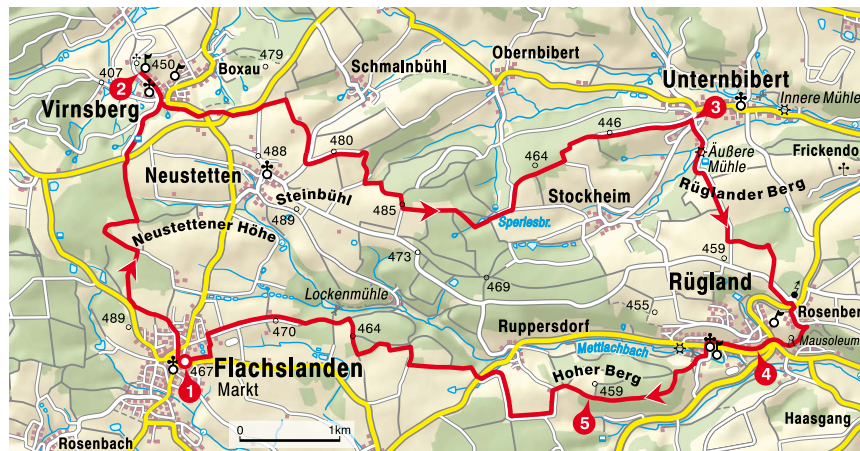 479
450
407
Boxau
2
Virnsberg
Schmalnbühl
Obernbibert
Unternbibert
3
Innere Mühle
446
480
488
Neustetten
Steinbühl
489
464
Äußere
Mühle
Frickendo
Stockheim
Rüglander Berg
485
Sperlesbr.
Neustettener Höhe
473
459
469
Lockenmühle
Rügland
455
Rosenber
489
470
464
Ruppersdorf
Mettlachbach
Mausoleum
467
Flachslanden
Markt
1
Hoher Berg
459
4
5
Haasgang
Rosenbach
0
1km